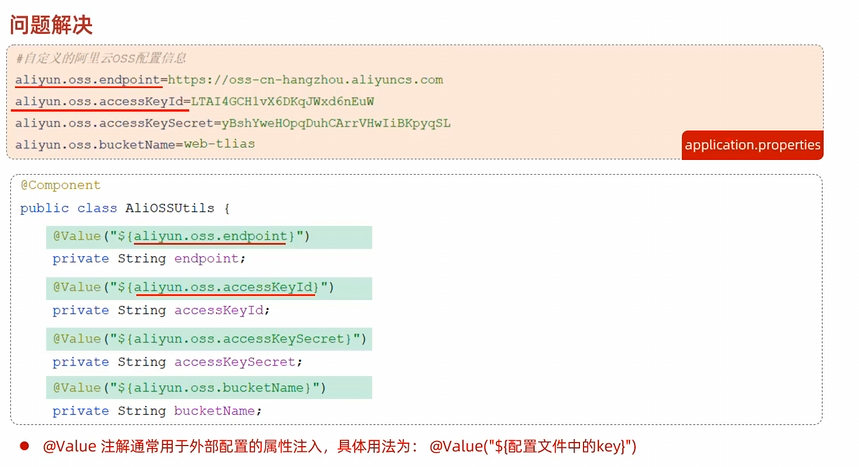 问题解决
#自定义的阿里云OSS配置信息
aliyun.oss.endpoint=https://oss-cn-hangzhou.aliyuncs.com
aliyun.oss.accessKeyId=LTAI4GCH1vX6DKqJWxd6nEuW
aliyun.oss.accessKeySecret=yBshYweHOpqDuhCArrVHwIiBKpyqSL
aliyun.oss.bucketName=web-tlias
application.properties
@Component
public class AliOSSUtils {
@Value("${aliyun.oss.endpoint}")
private String endpoint;
@Value("${aliyun.oss.accessKeyId}")
private String accessKeyId;
@Value("${aliyun.oss.accessKeySecret}")
private String accessKeySecret;
@Value("${aliyun.oss.bucketName}")
private String bucketName;
● @Value 注解通常用于外部配置的属性注入，具体用法为： @Value("${配置文件中的key}")